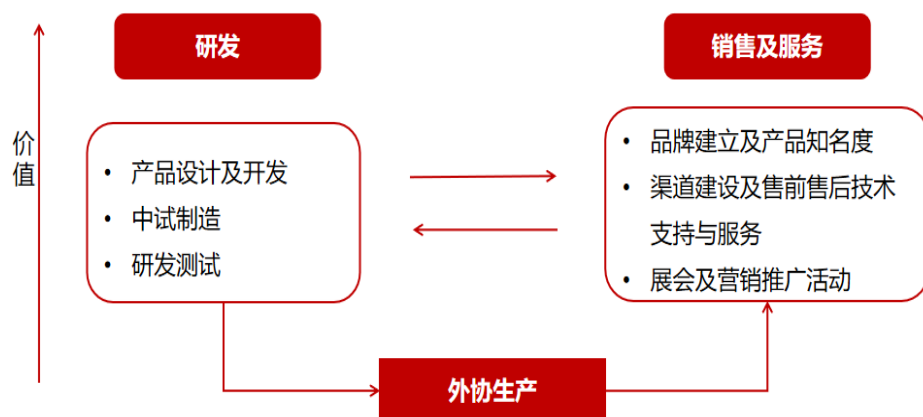 研发
销售及服务
价
值
• 产品设计及开发
• 中试制造
• 研发测试
• 品牌建立及产品知名度
• 渠道建设及售前售后技术
支持与服务
• 展会及营销推广活动
外协生产